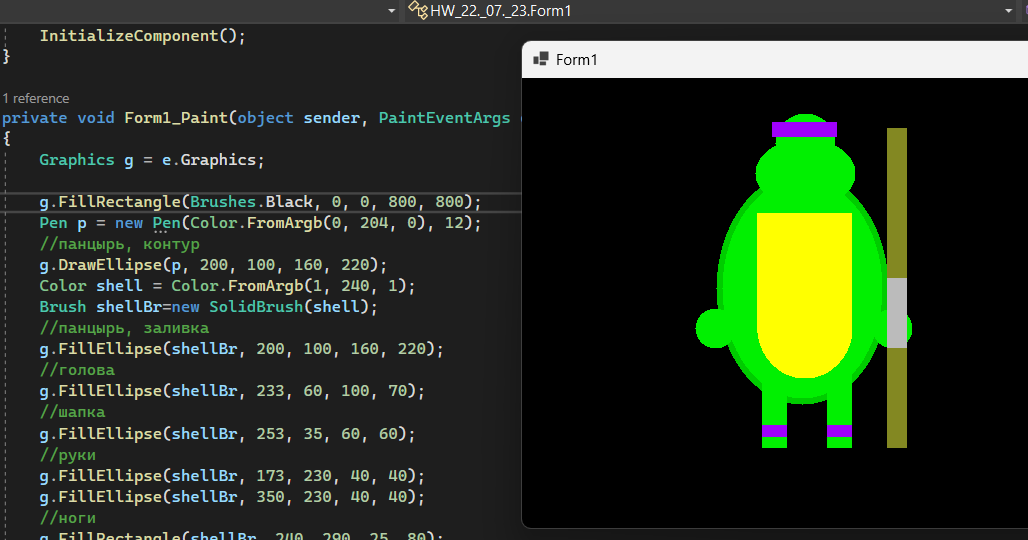 HW_22._07._23.Form1
InitializeComponent();
}
Form1
1 reference
private void Form1_Paint(object sender, PaintEventArgs
{
Graphics g = e.Graphics;
g.FillRectangle(Brushes.Black, 0, 0, 800, 800);
Pen p = new Pen(Color.FromArgb(0, 204, 0), 12);
//панцырь, контур
g.DrawEllipse(p, 200, 100, 160, 220);
Color shell = Color.FromArgb(1, 240, 1);
Brush shellBr=new SolidBrush(shell);
//панцырь, заливка
g.FillEllipse(shellBr, 200, 100, 160, 220);
//голова
g.FillEllipse(shellBr, 233, 60, 100, 70);
//шапка
g.FillEllipse(shellBr, 253, 35, 60, 60);
//руки
g.FillEllipse(shellBr, 173, 230, 40, 40);
g.FillEllipse(shellBr, 350, 230, 40, 40);
//ноги
g.FillRectangle(shellBr, 240, 290, 25, 80);